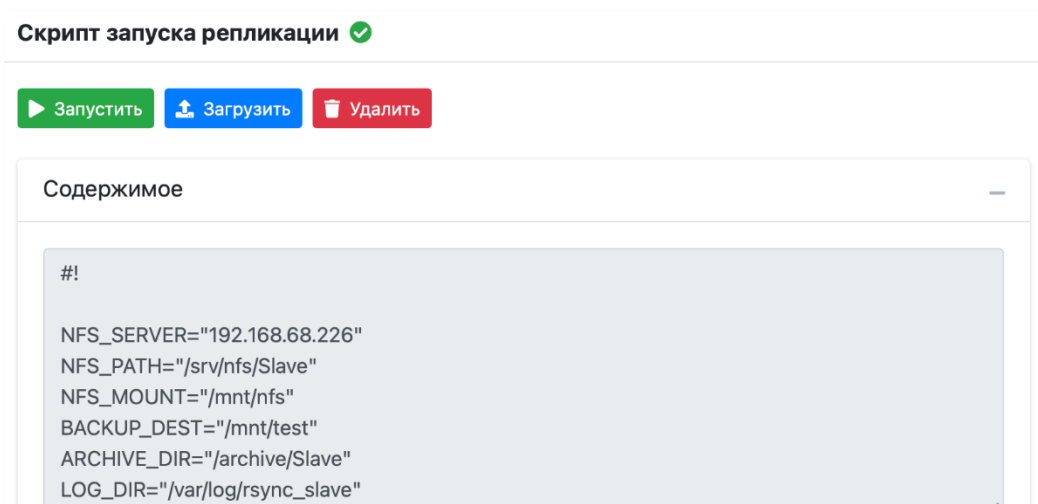 Скрипт запуска репликации
Запустить Загрузить Удалить
Содержимое
#!
NFS_SERVER="192.168.68.226"
NFS_PATH="/srv/nfs/Slave"
NFS_MOUNT="/mnt/nfs"
BACKUP_DEST="/mnt/test"
ARCHIVE_DIR="/archive/Slave"
LOG_DIR="/var/log/rsync_slave"